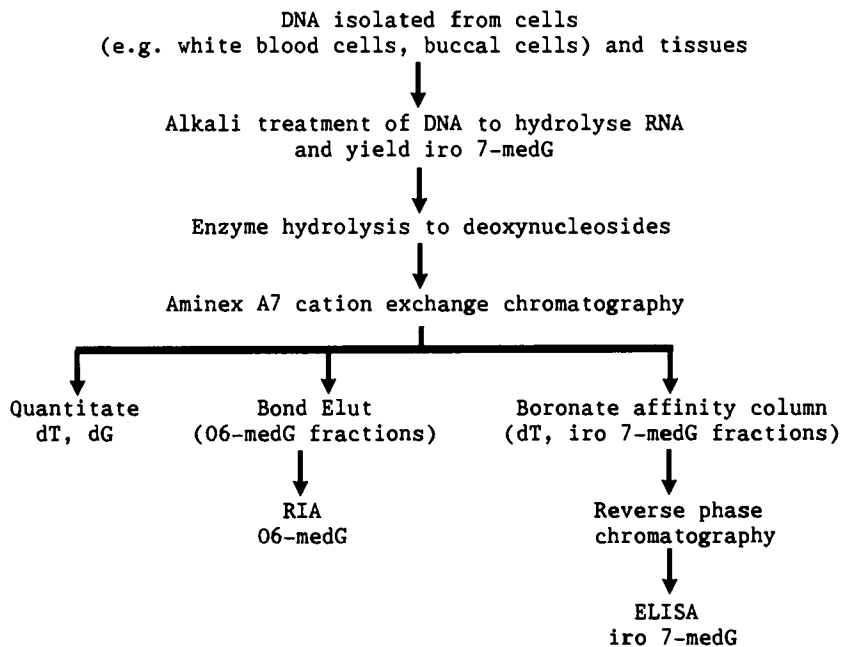 DNA isolated from cells
(e.g. white blood cells, buccal cells) and tissues
Alkali treatment of DNA to hydrolyse RNA
and yield iro 7-medG
Enzyme hydrolysis to deoxynucleosides
Aminex A7 cation exchange chromatography
Quantitate
dT, dG
Bond Elut
(O6-medG fractions)
RIA
O6-medG
Boronate affinity column
(dT, iro 7-medG fractions)
Reverse phase
chromatography
ELISA
iro 7-medG